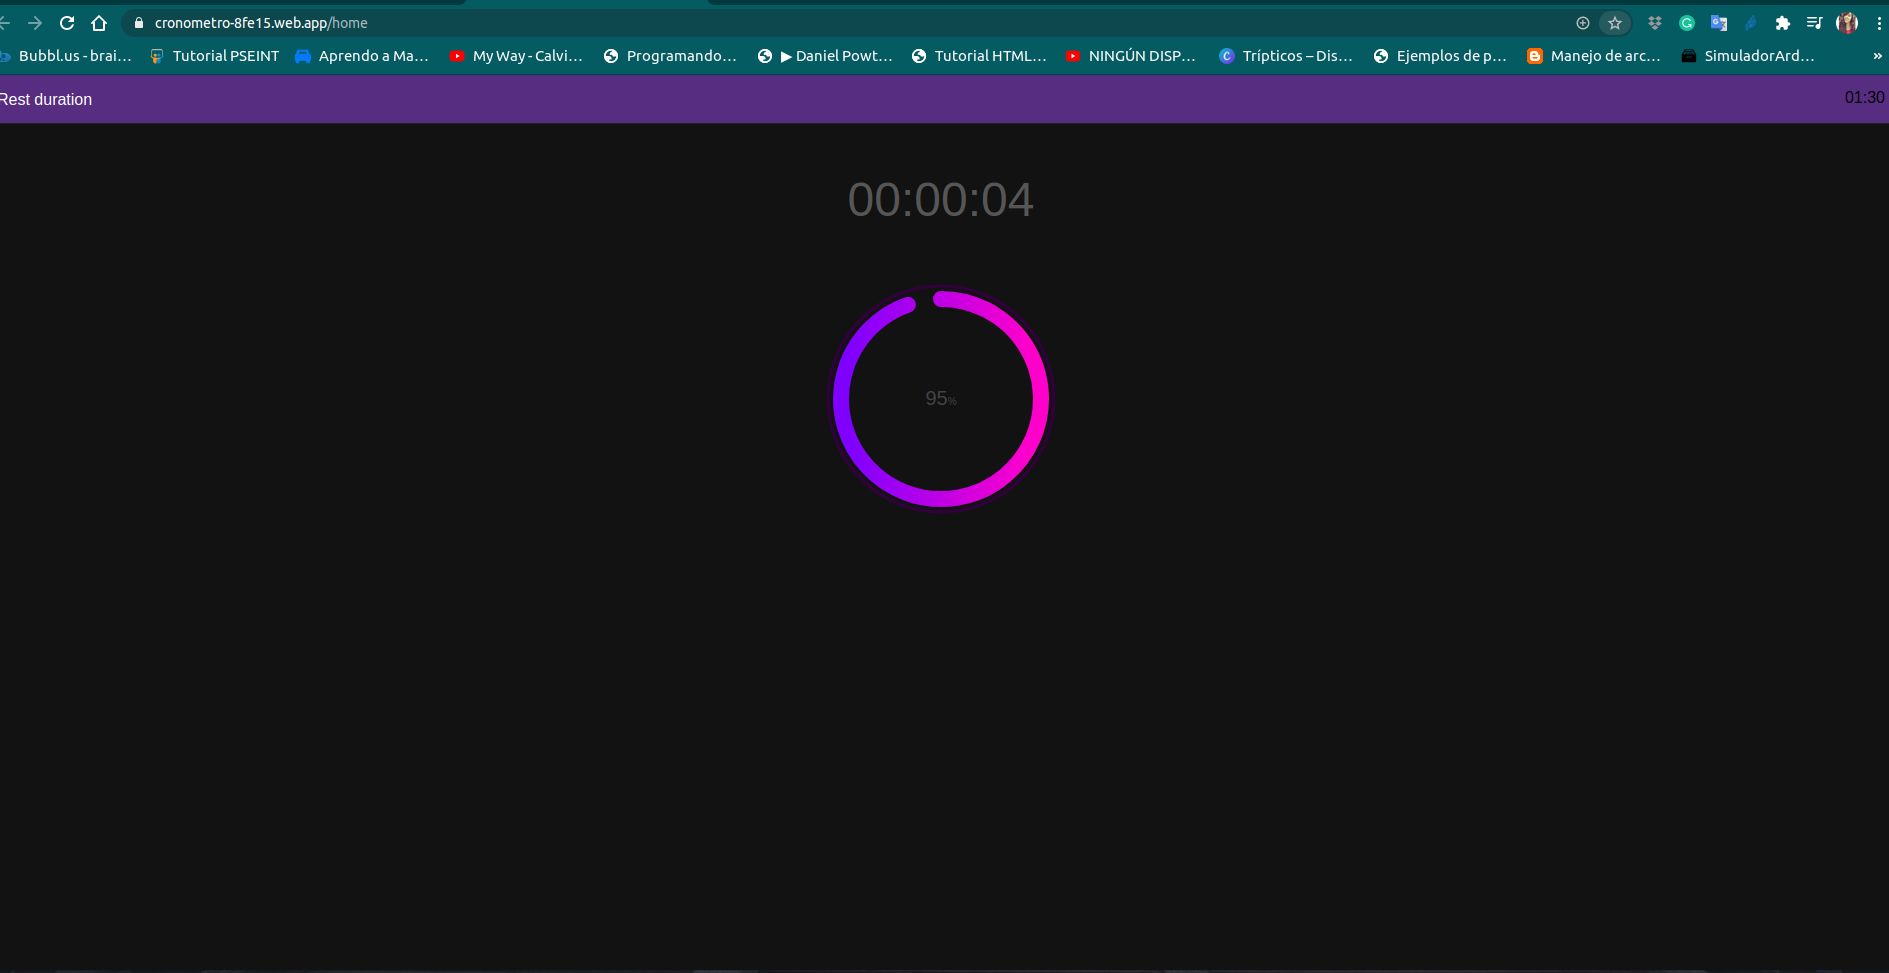 cronometro-8fe15.web.app/home
Bubbl.us - brai... Tutorial PSEINT Aprendo a Ma... My Way - Calvi... Programando... ▶ Daniel Powt... Tutorial HTML... NINGÚN DISP... Trípticos – Dis... Ejemplos de p... Manejo de arc... SimuladorArd... »
Rest duration 01:30
00:00:04
95%